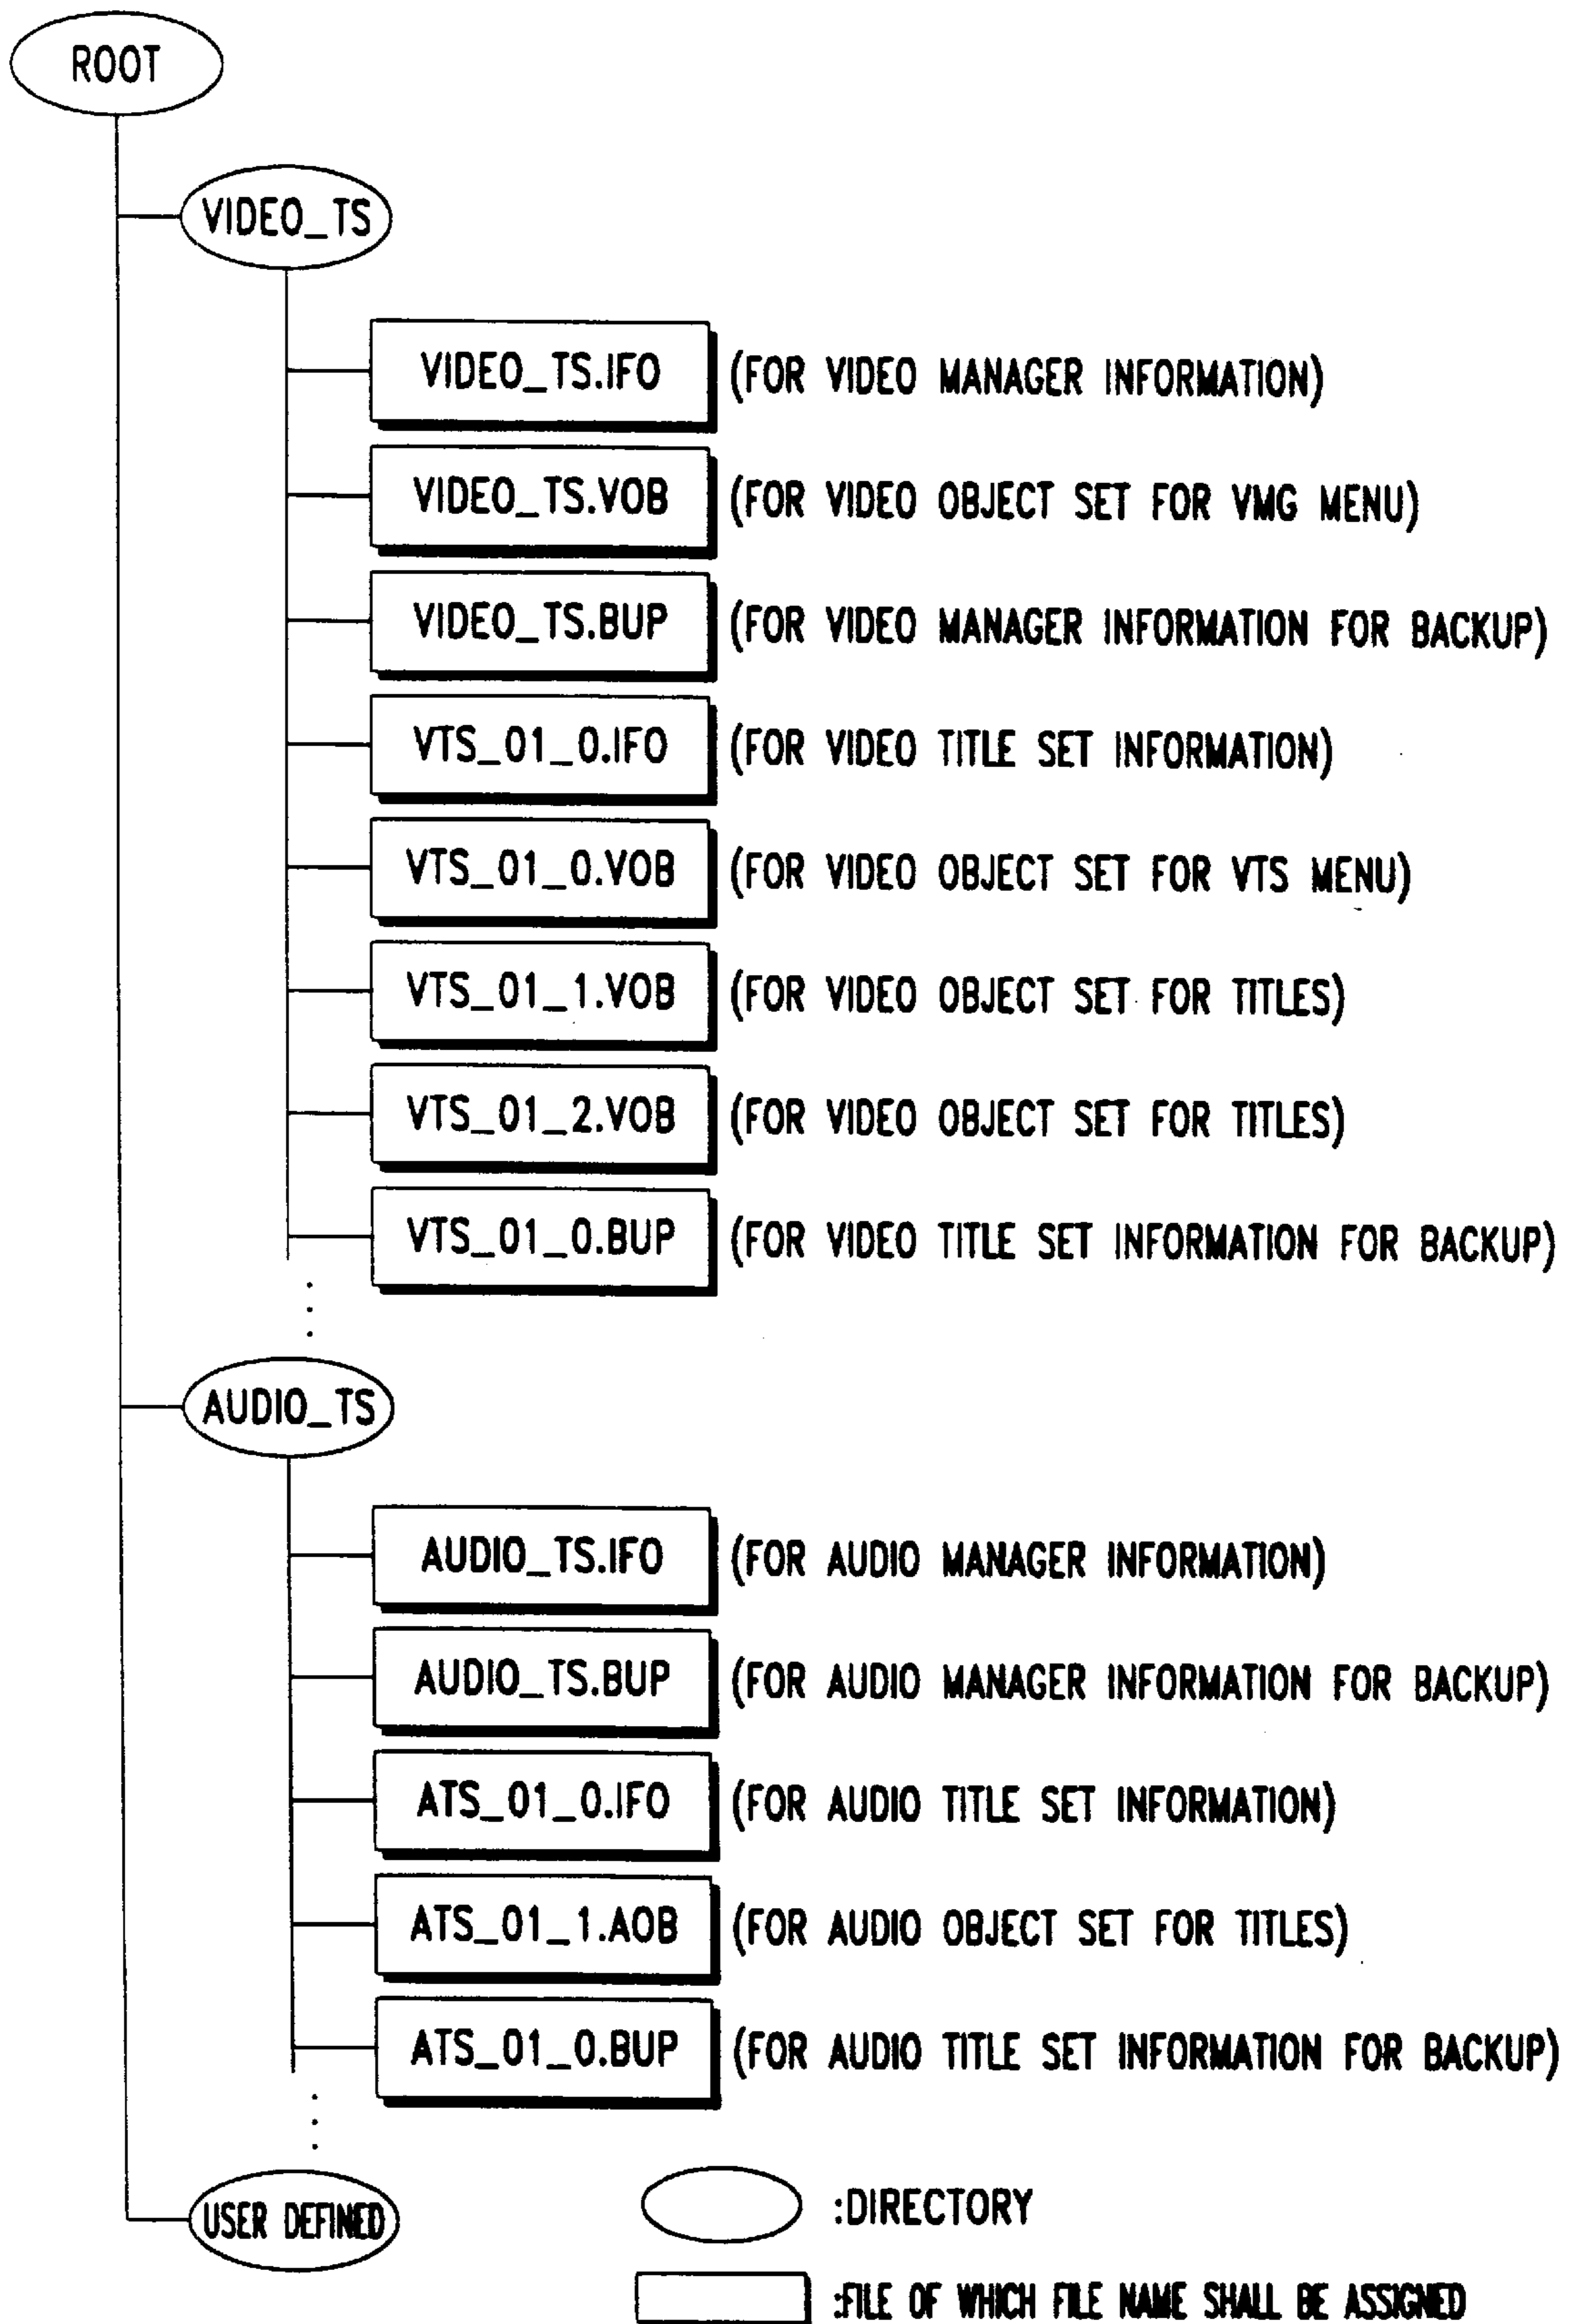 ROOT
VIDEO_TS
VIDEO_TS.IFO (FOR VIDEO MANAGER INFORMATION)
VIDEO_TS.VOB (FOR VIDEO OBJECT SET FOR VMG MENU)
VIDEO_TS.BUP (FOR VIDEO MANAGER INFORMATION FOR BACKUP)
VTS_01_0.IFO (FOR VIDEO TITLE SET INFORMATION)
VTS_01_0.VOB (FOR VIDEO OBJECT SET FOR VTS MENU)
VTS_01_1.VOB (FOR VIDEO OBJECT SET FOR TITLES)
VTS_01_2.VOB (FOR VIDEO OBJECT SET FOR TITLES)
VTS_01_0.BUP (FOR VIDEO TITLE SET INFORMATION FOR BACKUP)
AUDIO_TS
AUDIO_TS.IFO (FOR AUDIO MANAGER INFORMATION)
AUDIO_TS.BUP (FOR AUDIO MANAGER INFORMATION FOR BACKUP)
ATS_01_0.IFO (FOR AUDIO TITLE SET INFORMATION)
ATS_01_1.AOB (FOR AUDIO OBJECT SET FOR TITLES)
ATS_01_0.BUP (FOR AUDIO TITLE SET INFORMATION FOR BACKUP)
USER DEFINED
:DIRECTORY
:FILE OF WHICH FILE NAME SHALL BE ASSIGNED